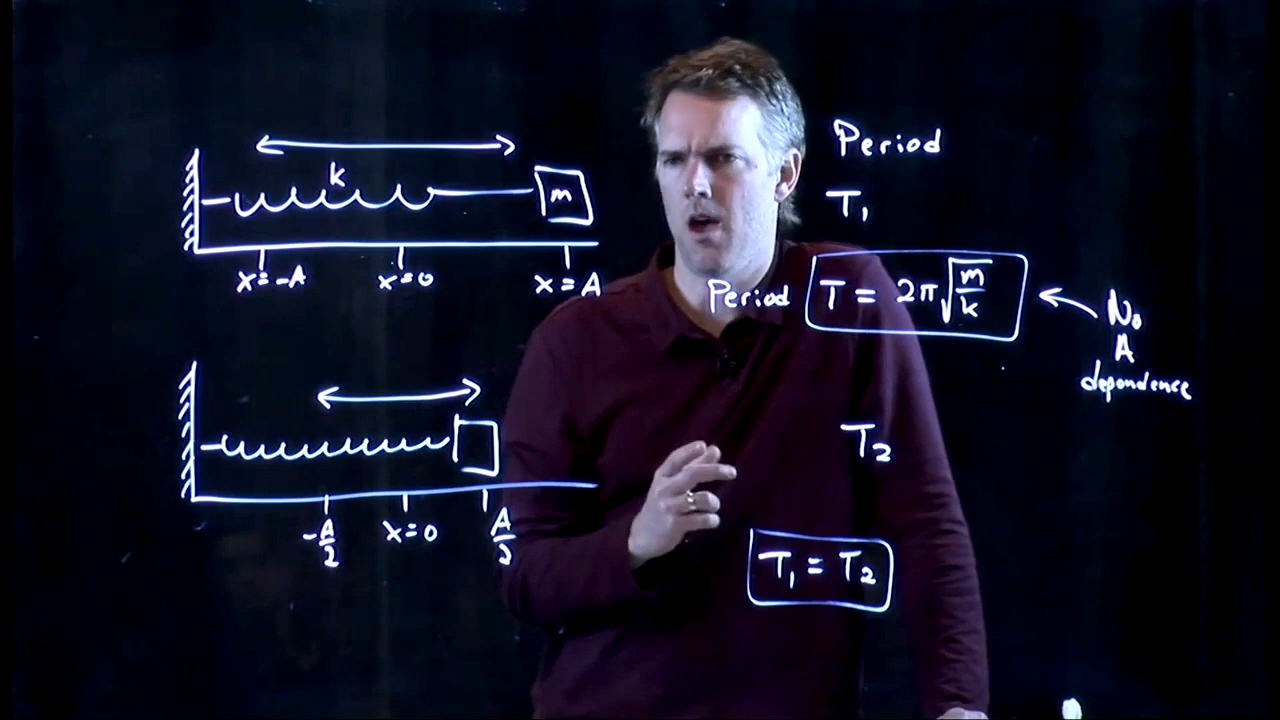 Period
k
m
T₁
x=-A x=0 x=A
Period T = 2π√(m/k)
No
A
dependence
T₂
-A/2 x=0 A/2
T₁ = T₂